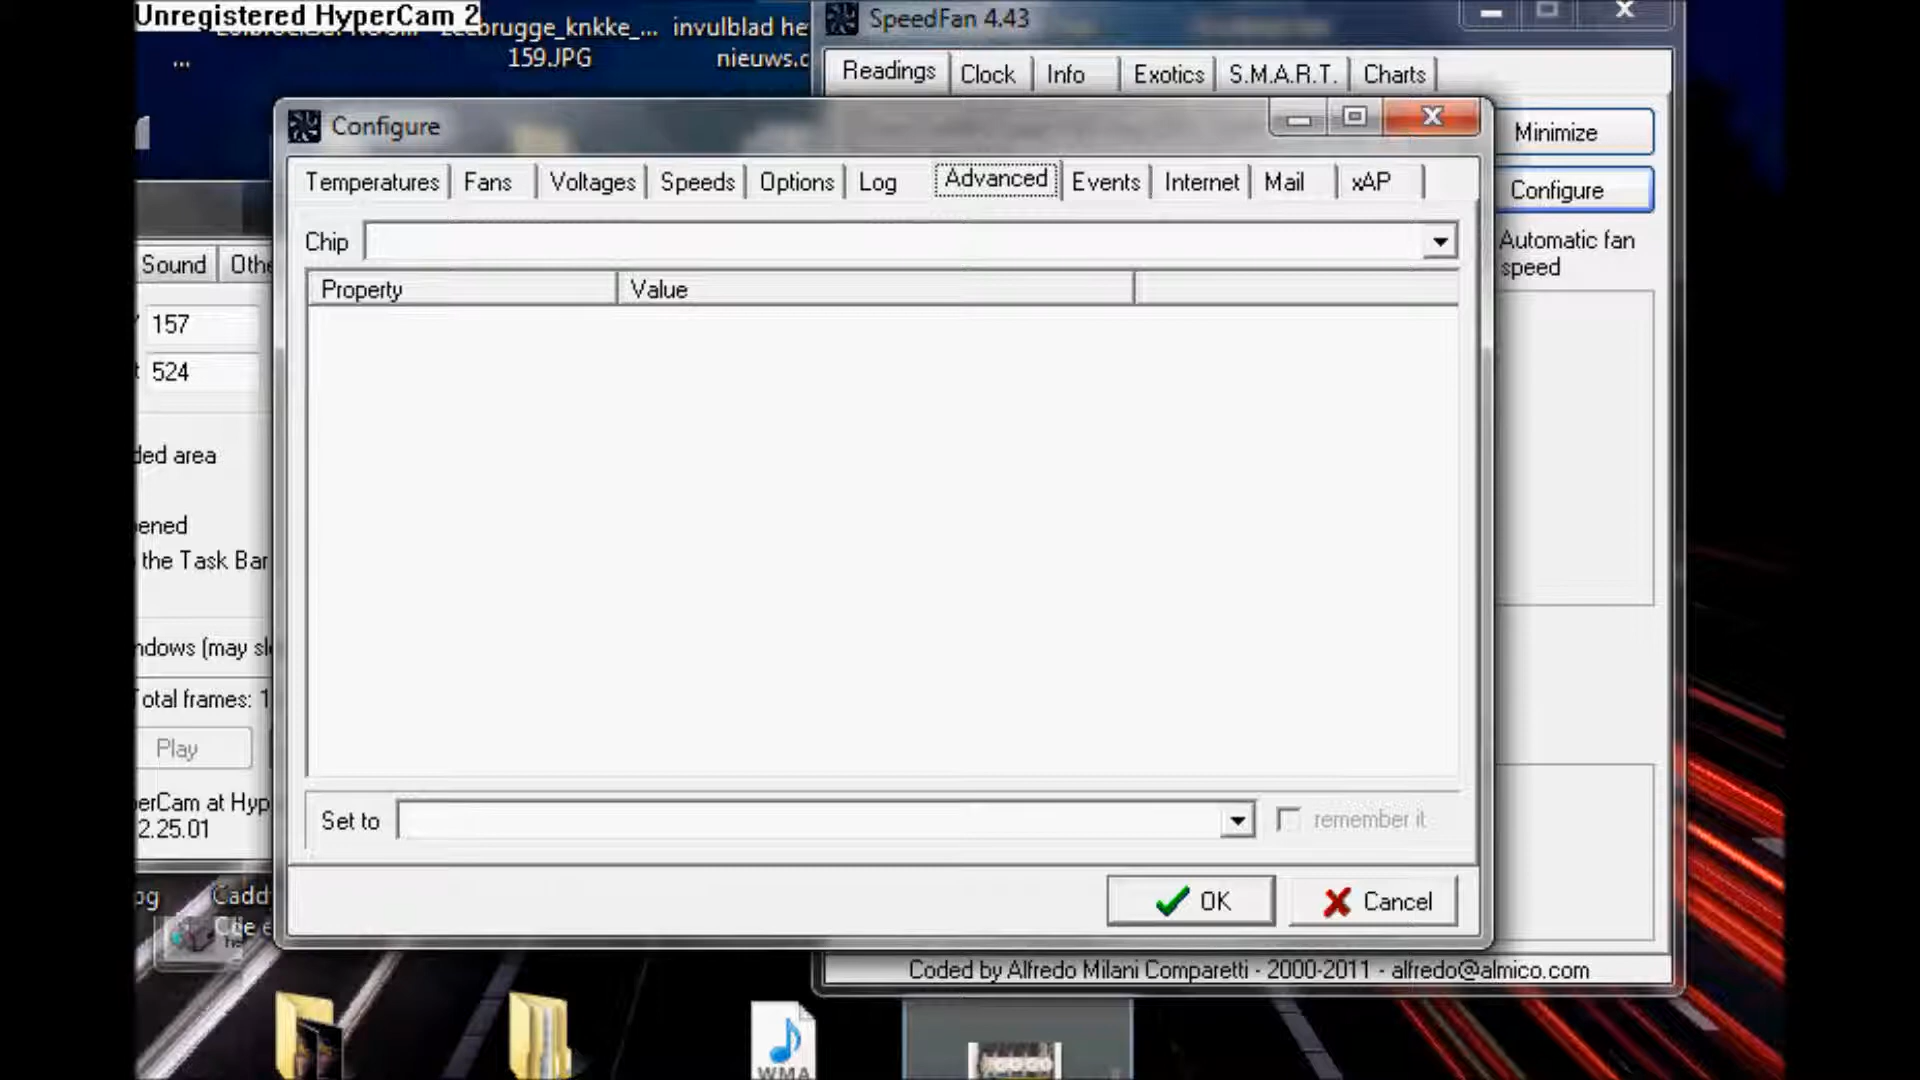 Unregistered HyperCam 2
brugge_knkke_...
invulblad he
...
159.JPG
nieuws.c
SpeedFan 4.43
Readings
Clock
Info
Exotics
S.M.A.R.T.
Charts
Minimize
Configure
Automatic fan
speed
Configure
Temperatures
Fans
Voltages
Speeds
Options
Log
Advanced
Events
Internet
Mail
xAP
Chip
Property
Value
Set to
remember it
OK
Cancel
Sound
Othe
157
524
ded area
ened
the Task Bar
ndows (may sl
Total frames: 1
Play
erCam at Hyp
2.25.01
Coded by Alfredo Milani Comparetti - 2000-2011 - alfredo@almico.com
Cadd
WMA